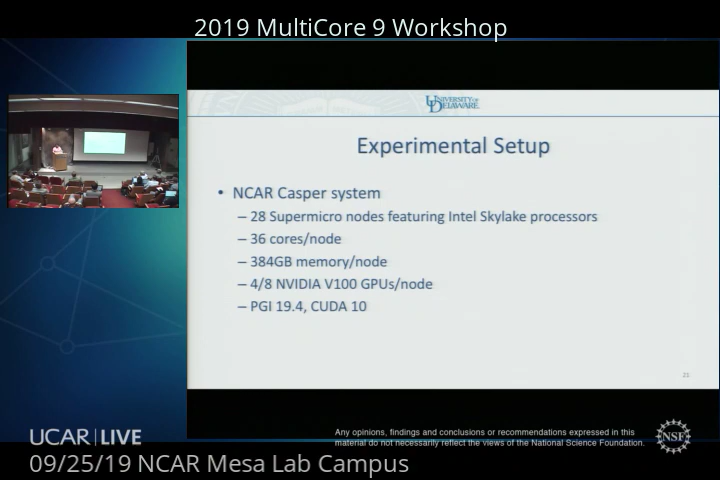 2019 MultiCore 9 Workshop
UNIVERSITY OF
DELAWARE
Experimental Setup
• NCAR Casper system
– 28 Supermicro nodes featuring Intel Skylake processors
– 36 cores/node
– 384GB memory/node
– 4/8 NVIDIA V100 GPUs/node
– PGI 19.4, CUDA 10
UCAR | LIVE
Any opinions, findings and conclusions or recommendations expressed in this
material do not necessarily reflect the views of the National Science Foundation.
NSF
09/25/19 NCAR Mesa Lab Campus